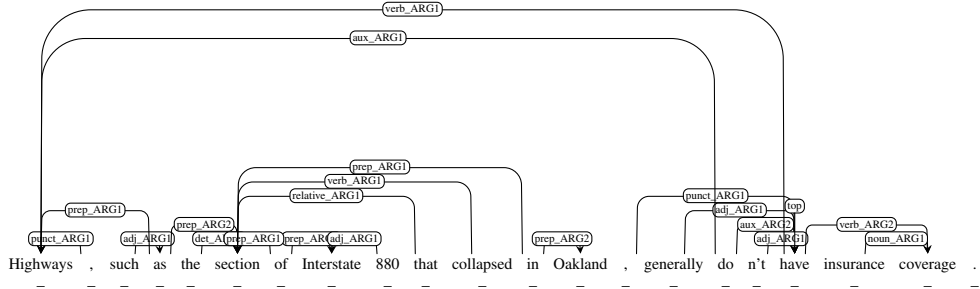 verb_ARG1
aux_ARG1
prep_ARG1
verb_ARG1
relative_ARG1
punct_ARG1
top
prep_ARG1
adj_ARG1
prep_ARG2
aux_ARG2
verb_ARG2
punct_ARG1
adj_ARG1
prep_ARG1
adj_ARG1
prep_ARG2
adj_ARG1
noun_ARG1
Highways , such as the section of Interstate 880 that collapsed in Oakland , generally do n't have insurance coverage .
_ _ _ _ _ _ _ _ _ _ _ _ _ _ _ _ _ _ _ _ _